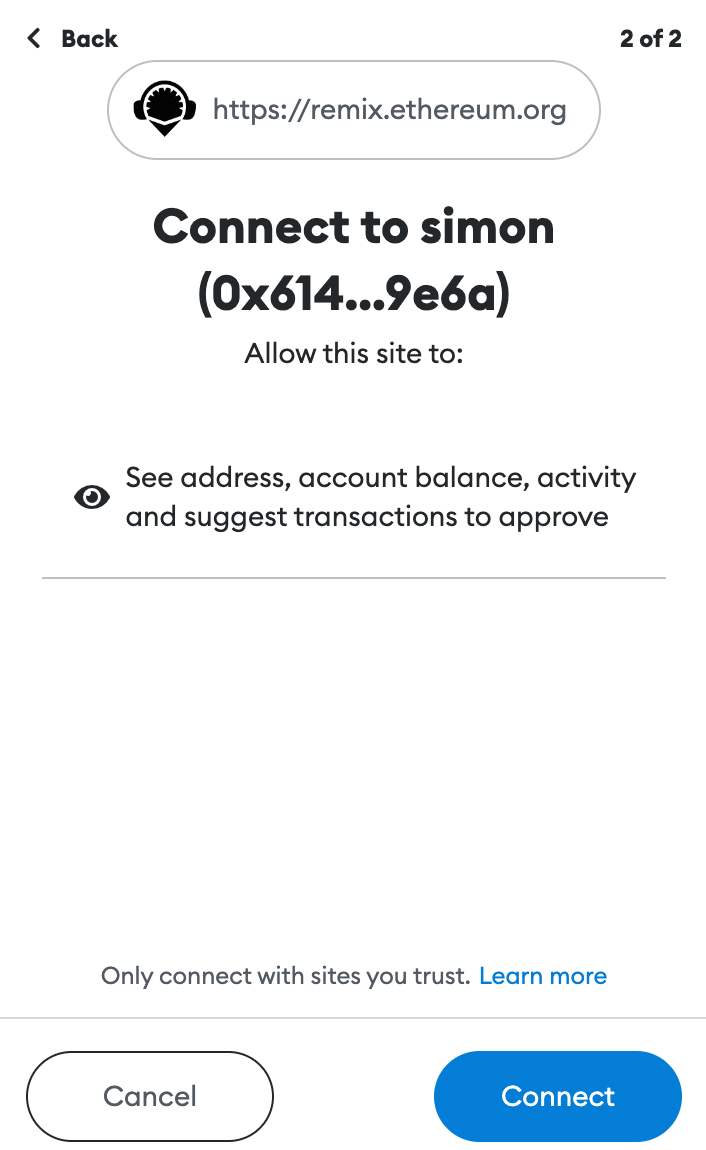 Back
2 of 2
https://remix.ethereum.org
Connect to simon
(0x614...9e6a)
Allow this site to:
See address, account balance, activity
and suggest transactions to approve
Only connect with sites you trust. Learn more
Cancel
Connect